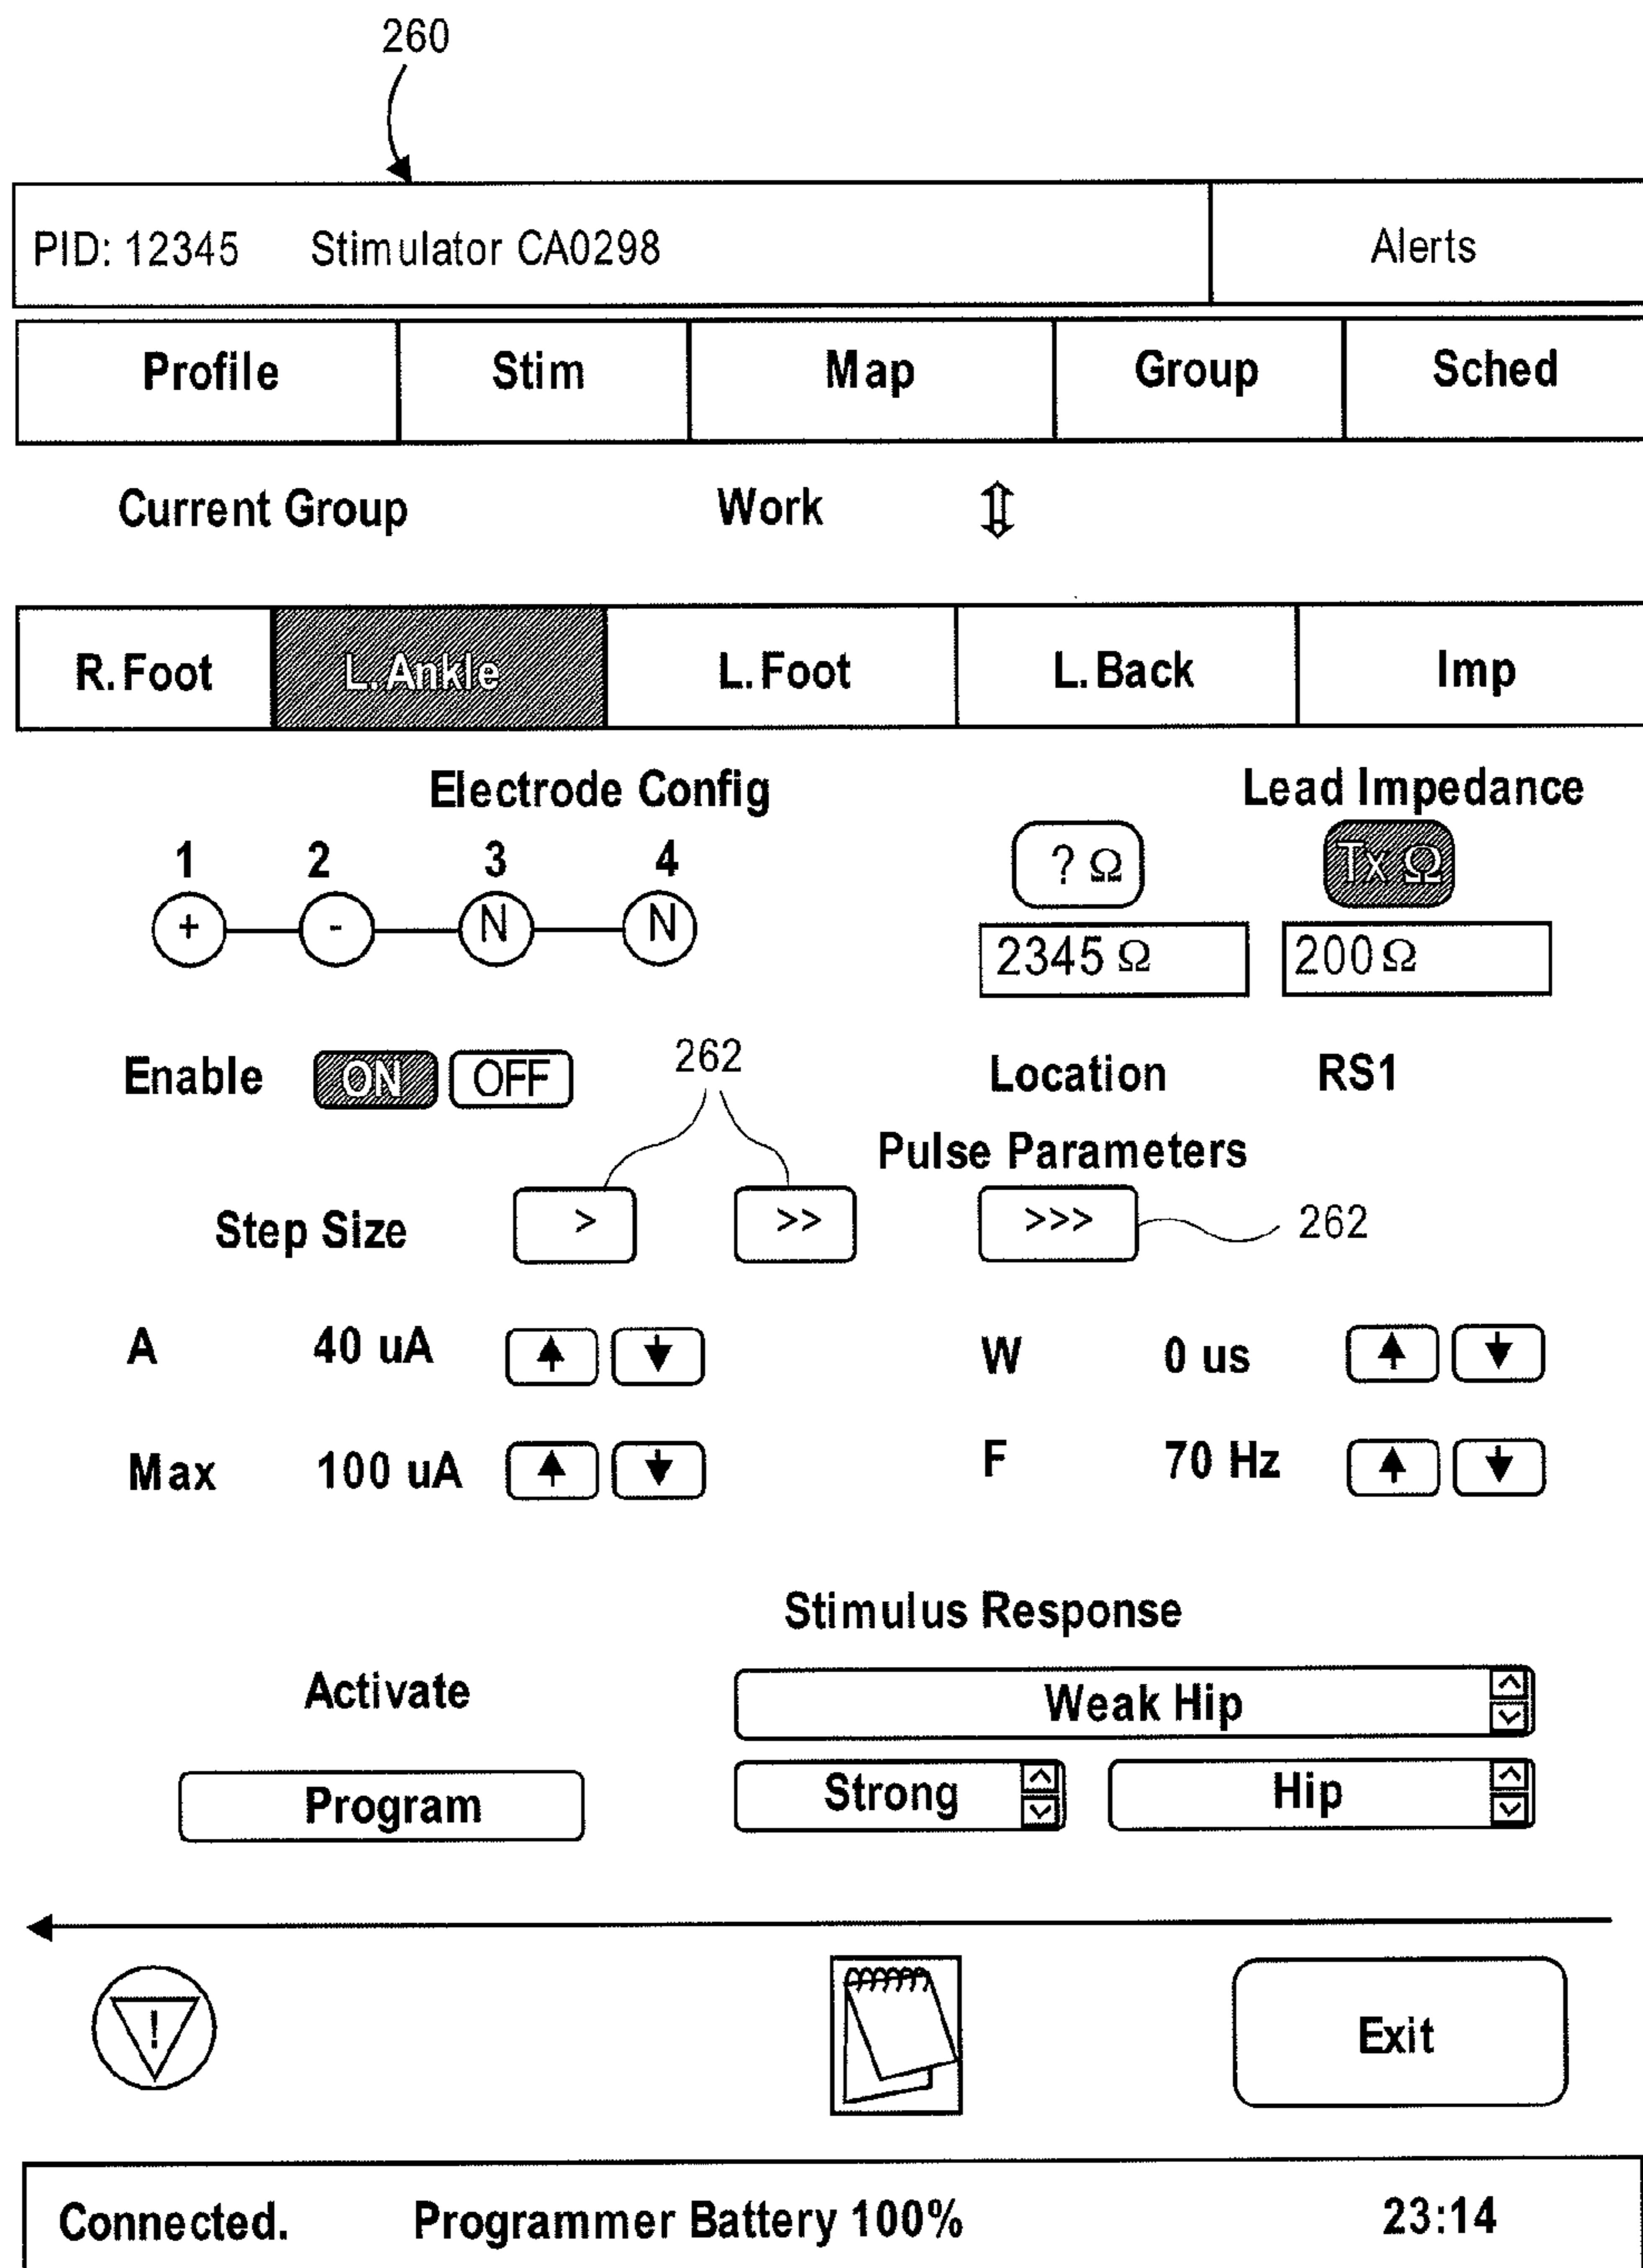 260
PID: 12345 Stimulator CA0298 Alerts
Profile Stim Map Group Sched
Current Group Work ⇕
R. Foot L. Ankle L. Foot L. Back Imp
Electrode Config Lead Impedance
1 2 3 4 ? Ω Tx Ω
+ - N N 2345 Ω 200 Ω
Enable ON OFF 262 Location RS1
Pulse Parameters
Step Size > >> >>> 262
A 40 uA W 0 us
Max 100 uA F 70 Hz
Stimulus Response
Activate Weak Hip
Program Strong Hip
! Exit
Connected. Programmer Battery 100% 23:14